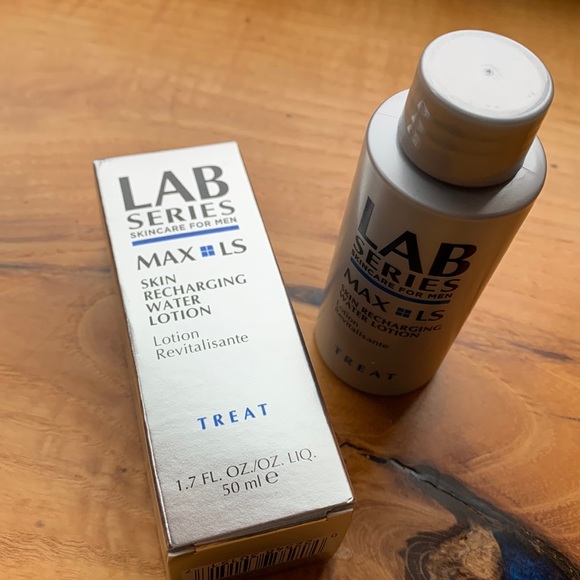 LAB
SERIES
SKINCARE FOR MEN
MAX LS
SKIN
RECHARGING
WATER
LOTION
Lotion
Revitalisante
TREAT
1.7 FL. OZ./OZ. LIQ.
50 ml ℮
LAB
SERIES
SKINCARE FOR MEN
MAX LS
SKIN RECHARGING
WATER LOTION
Lotion
Revitalisante
TREAT